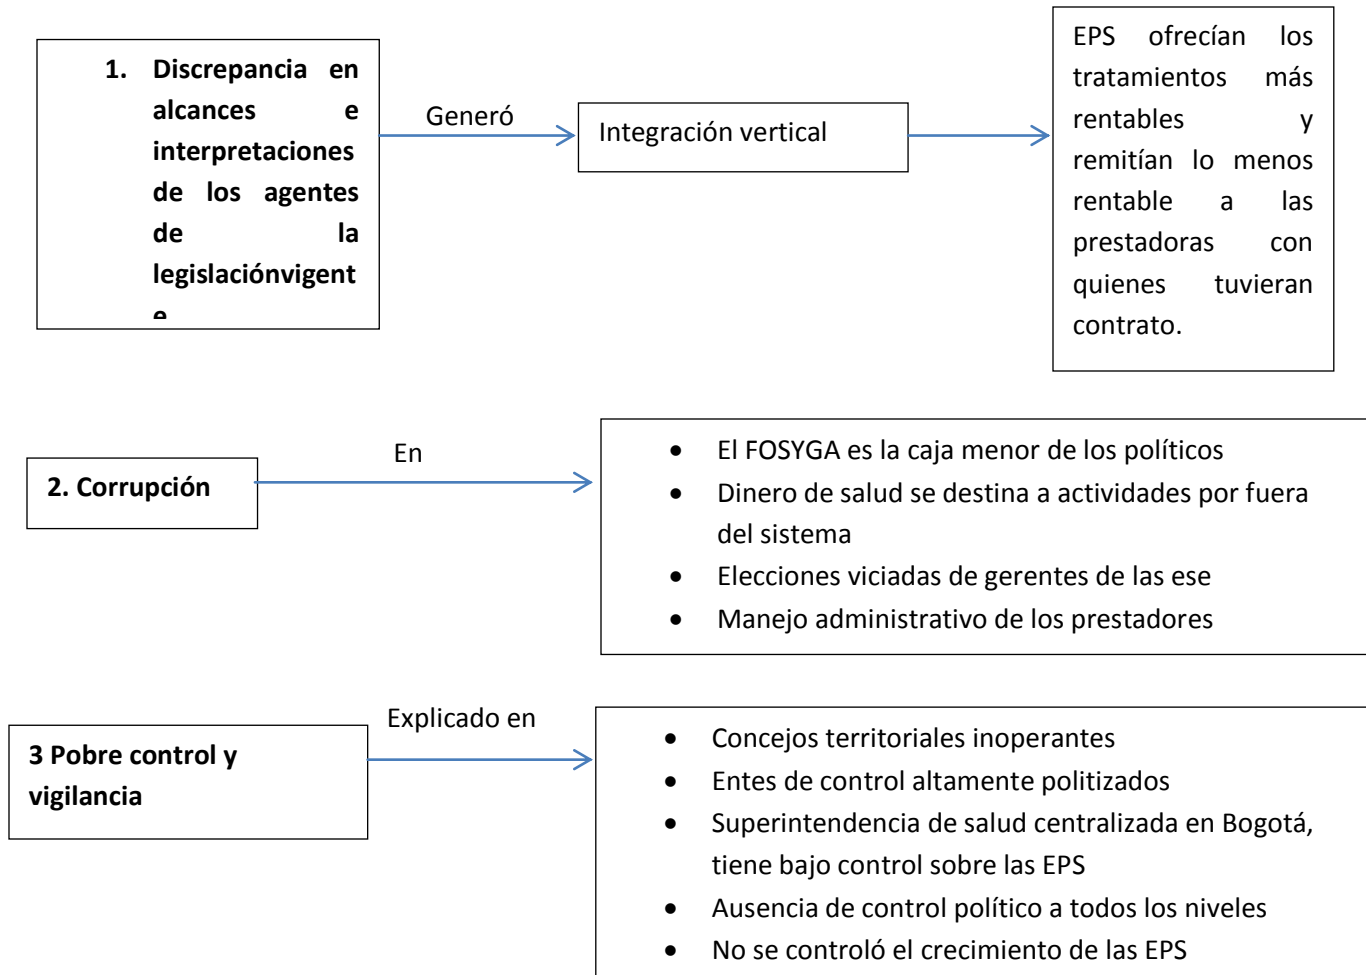 1. Discrepancia en
alcances e
interpretaciones
de los agentes
de la
legislaciónvigent
e
Generó
Integración vertical
EPS ofrecían los
tratamientos más
rentables y
remitían lo menos
rentable a las
prestadoras con
quienes tuvieran
contrato.
2. Corrupción
En
• El FOSYGA es la caja menor de los políticos
• Dinero de salud se destina a actividades por fuera
del sistema
• Elecciones viciadas de gerentes de las ese
• Manejo administrativo de los prestadores
3 Pobre control y
vigilancia
Explicado en
• Concejos territoriales inoperantes
• Entes de control altamente politizados
• Superintendencia de salud centralizada en Bogotá,
tiene bajo control sobre las EPS
• Ausencia de control político a todos los niveles
• No se controló el crecimiento de las EPS